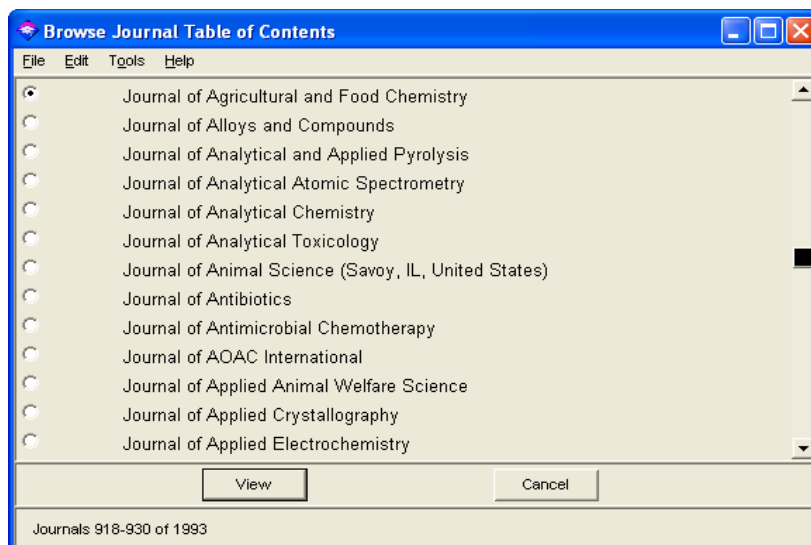 Browse Journal Table of Contents
File Edit Tools Help
Journal of Agricultural and Food Chemistry
Journal of Alloys and Compounds
Journal of Analytical and Applied Pyrolysis
Journal of Analytical Atomic Spectrometry
Journal of Analytical Chemistry
Journal of Analytical Toxicology
Journal of Animal Science (Savoy, IL, United States)
Journal of Antibiotics
Journal of Antimicrobial Chemotherapy
Journal of AOAC International
Journal of Applied Animal Welfare Science
Journal of Applied Crystallography
Journal of Applied Electrochemistry
View Cancel
Journals 918-930 of 1993